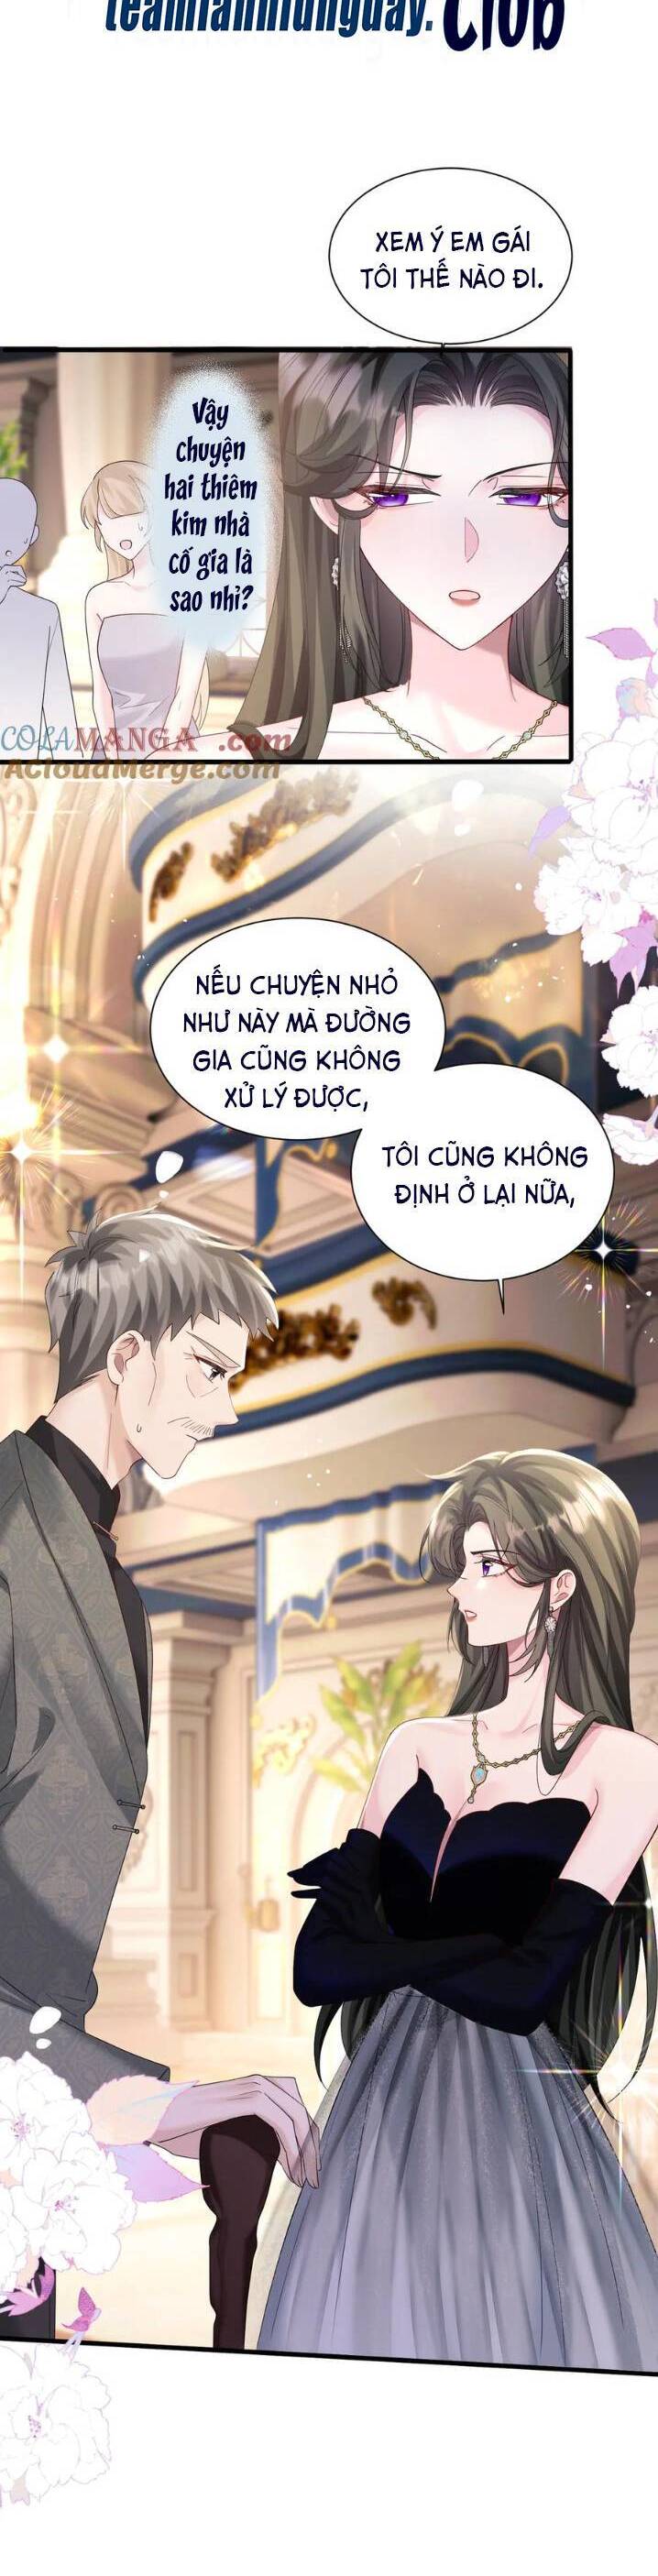 teamlanhlungday. Club
XEM Ý EM GÁI
TÔI THẾ NÀO ĐI.
Vậy
chuyện
hai thiêm
kim nhà
cố gia là
sao nhỉ?
COLAMANGA.com
AcloudMerge.com
NẾU CHUYỆN NHỎ
NHƯ NÀY MÀ ĐƯỜNG
GIA CŨNG KHÔNG
XỬ LÝ ĐƯỢC,
TÔI CŨNG KHÔNG
ĐỊNH Ở LẠI NỮA,